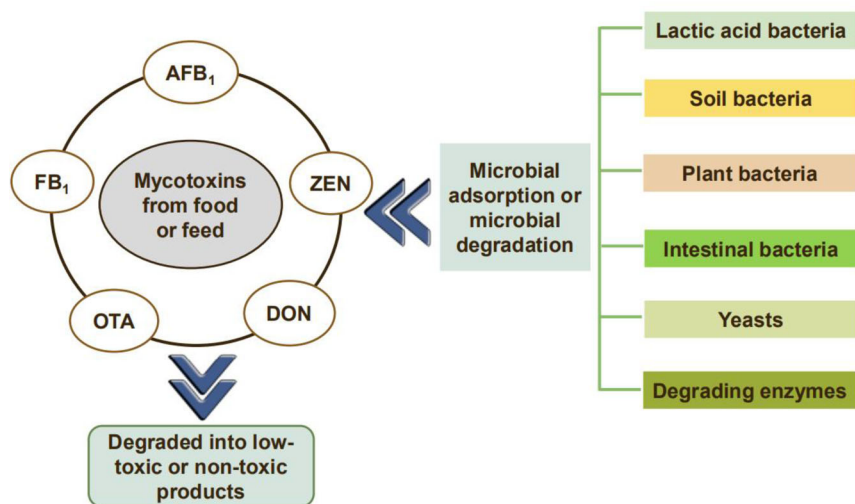 AFB₁
FB₁
Mycotoxins
from food
or feed
ZEN
OTA
DON
Degraded into low-
toxic or non-toxic
products
Microbial
adsorption or
microbial
degradation
Lactic acid bacteria
Soil bacteria
Plant bacteria
Intestinal bacteria
Yeasts
Degrading enzymes